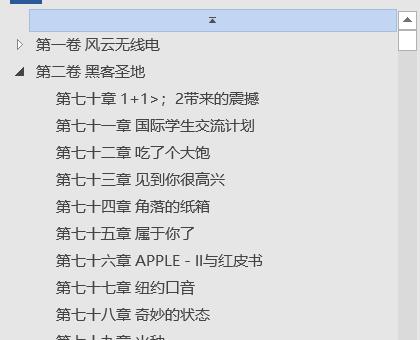 第一卷 风云无线电
第二卷 黑客圣地
第七十章 1+1>；2带来的震撼
第七十一章 国际学生交流计划
第七十二章 吃了个大饱
第七十三章 见到你很高兴
第七十四章 角落的纸箱
第七十五章 属于你了
第七十六章 APPLE - II与红皮书
第七十七章 纽约口音
第七十八章 奇妙的状态